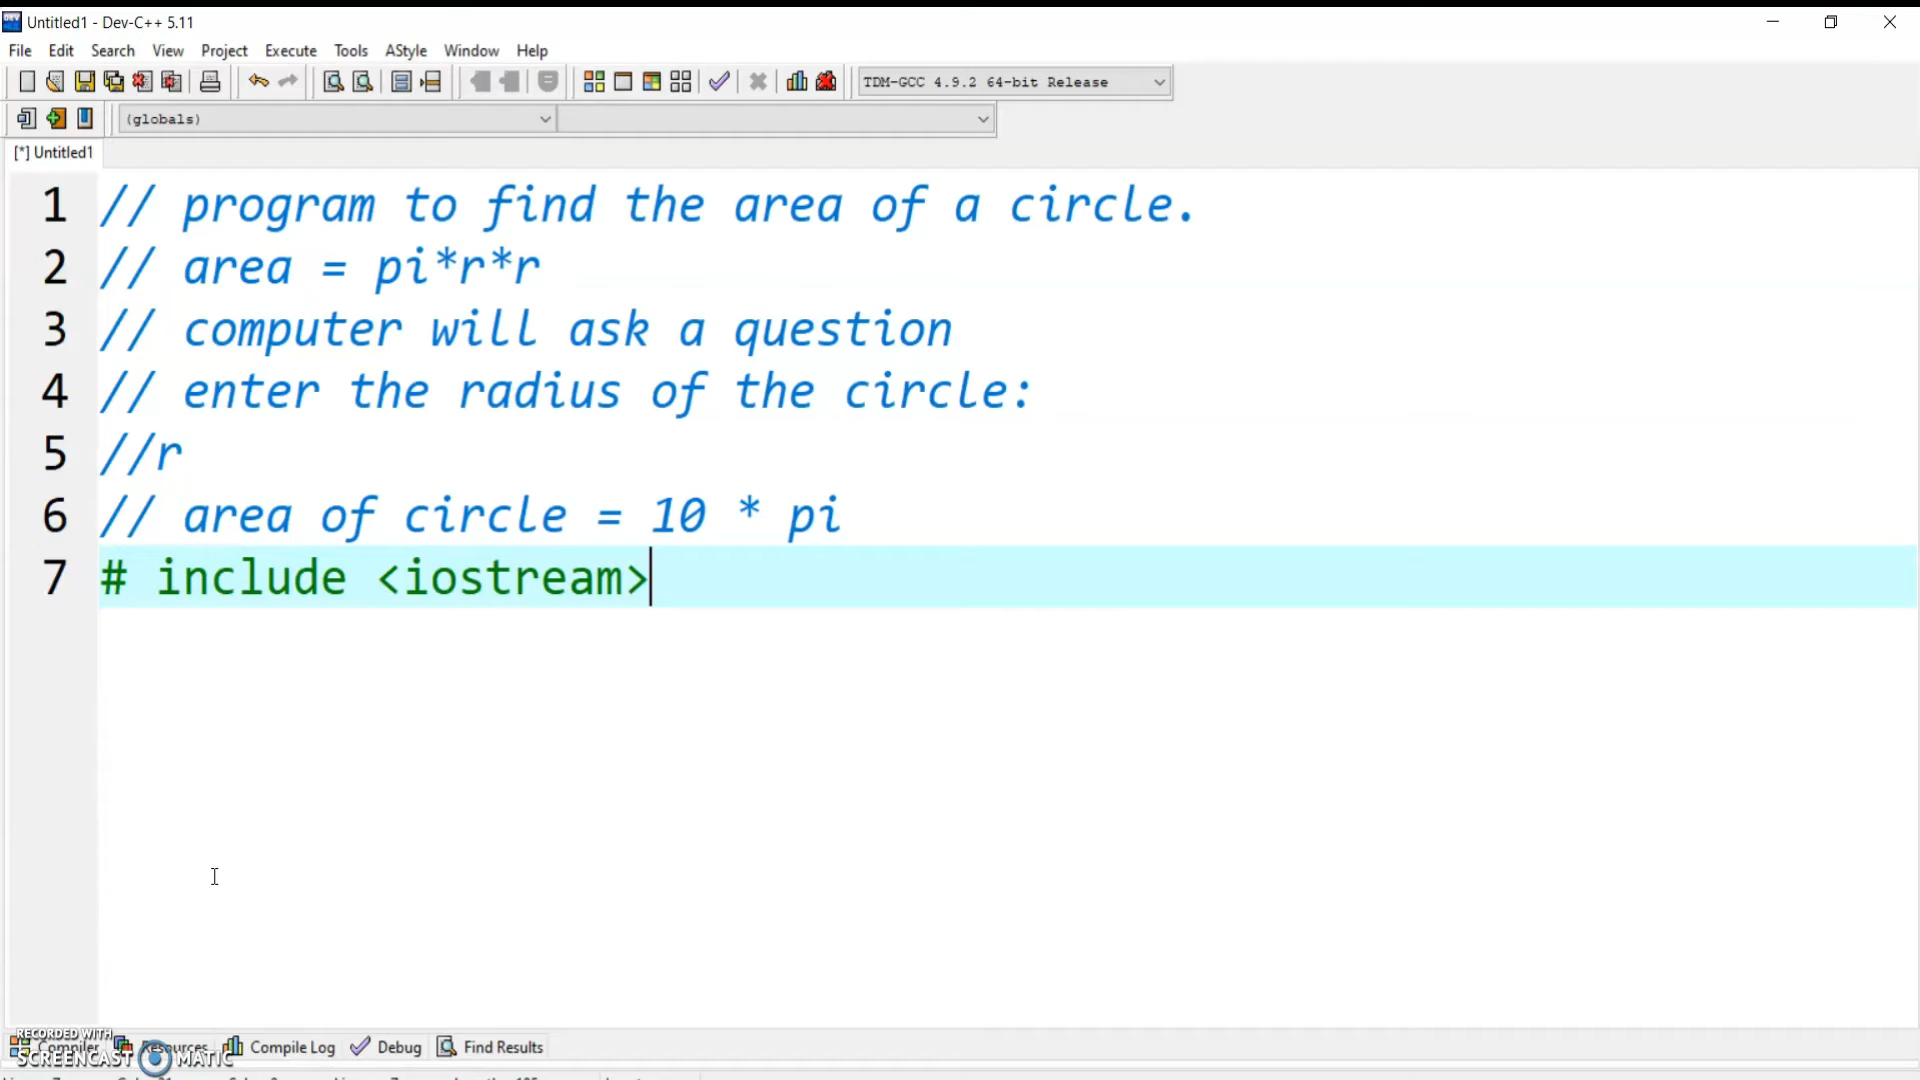 Untitled1 - Dev-C++ 5.11
File Edit Search View Project Execute Tools AStyle Window Help
TDM-GCC 4.9.2 64-bit Release
(globals)
[*] Untitled1
1 // program to find the area of a circle.
2 // area = pi*r*r
3 // computer will ask a question
4 // enter the radius of the circle:
5 //r
6 // area of circle = 10 * pi
7 # include <iostream>
RECORDED WITH
Compiler Resources Compile Log Debug Find Results
SCREENCAST MATIC